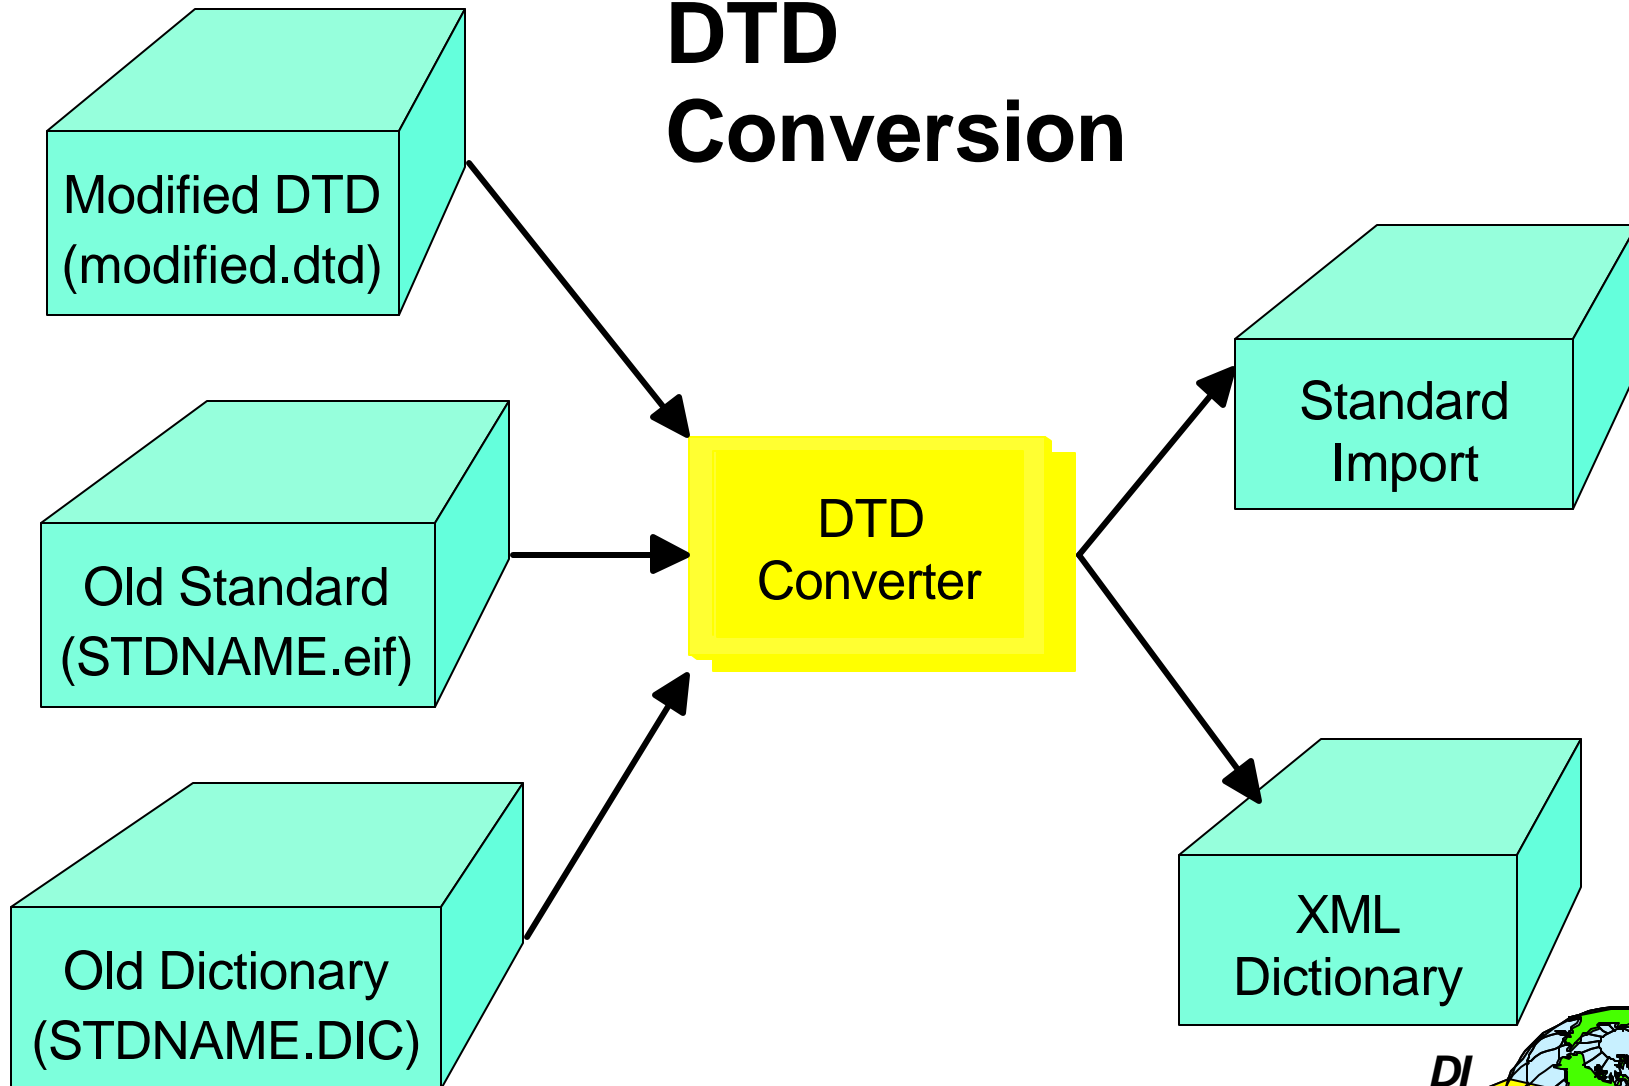 DTD
Conversion
Modified DTD
(modified.dtd)
Old Standard
(STDNAME.eif)
Old Dictionary
(STDNAME.DIC)
DTD
Converter
Standard
Import
XML
Dictionary
DI